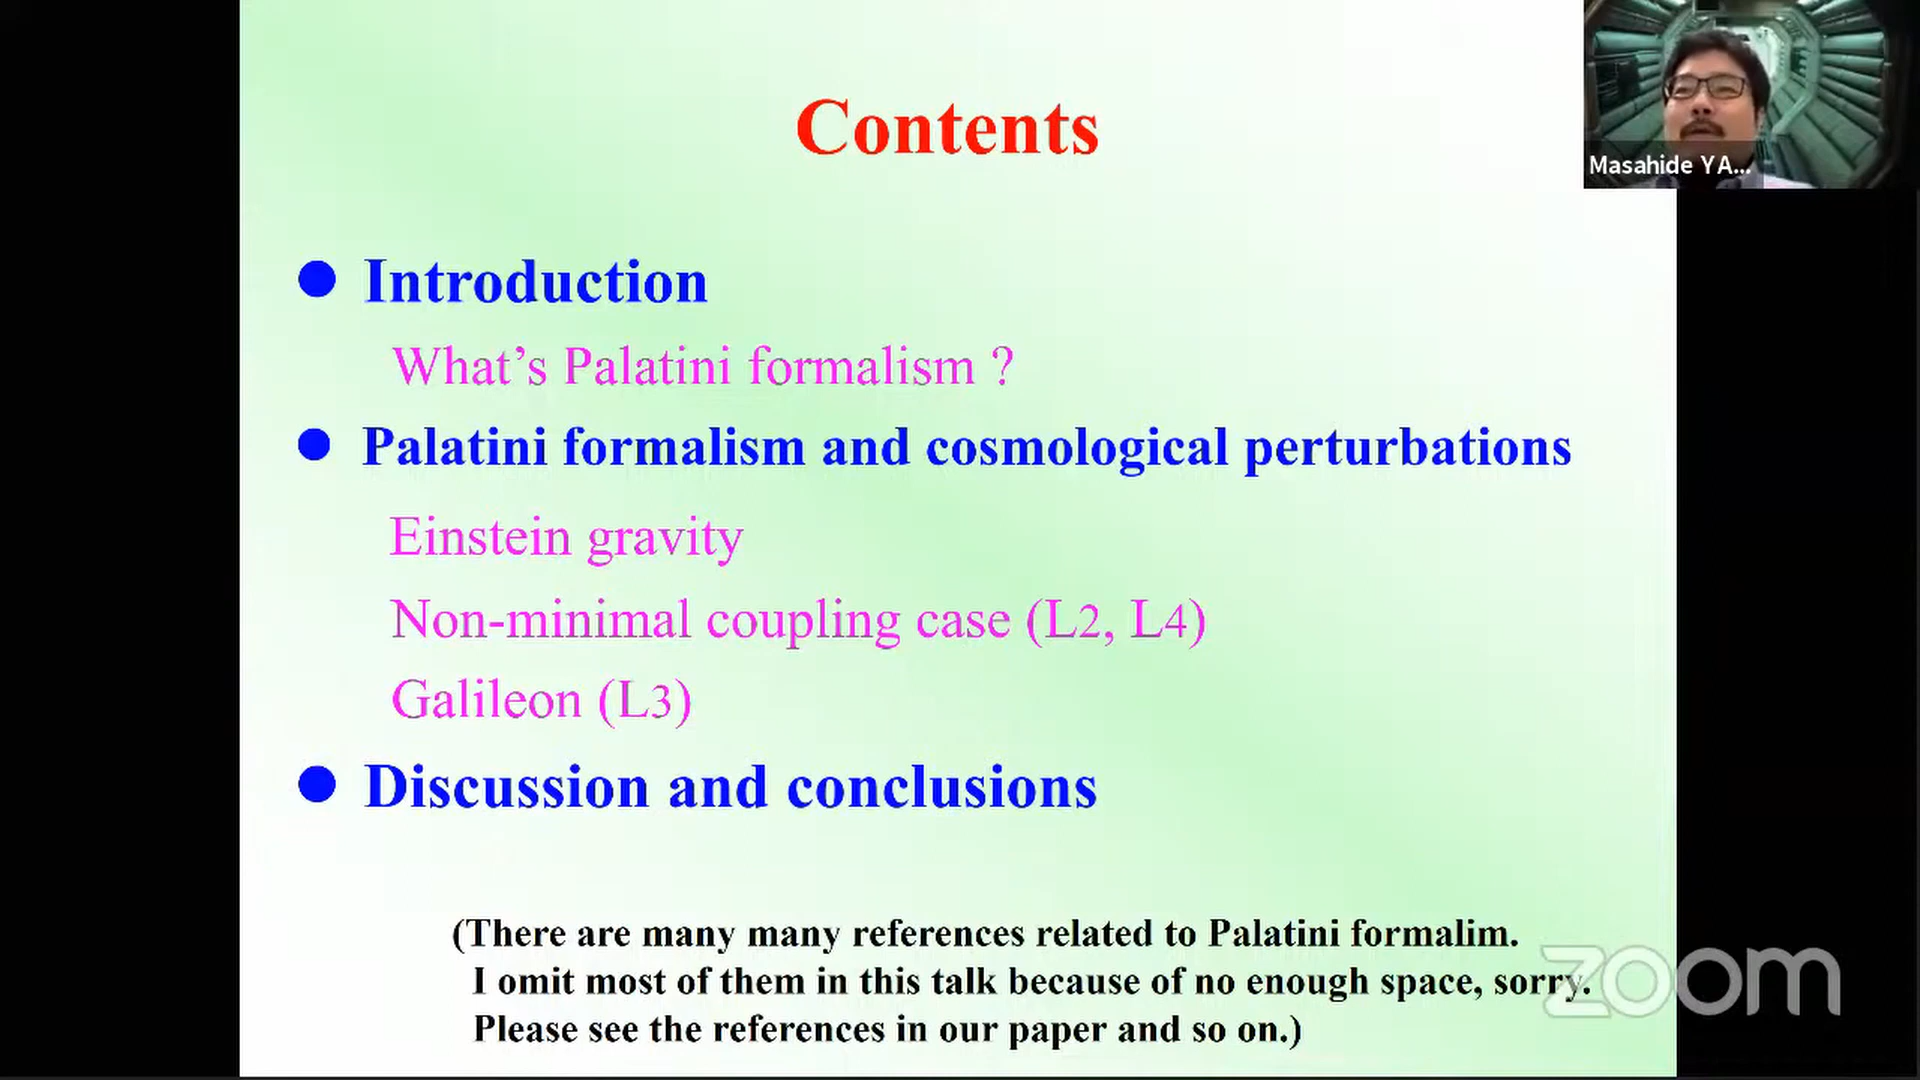 Contents
Masahide YA...
● Introduction
What’s Palatini formalism ?
● Palatini formalism and cosmological perturbations
Einstein gravity
Non-minimal coupling case (L2, L4)
Galileon (L3)
● Discussion and conclusions
(There are many many references related to Palatini formalim.
I omit most of them in this talk because of no enough space, sorry.
Please see the references in our paper and so on.)
zoom